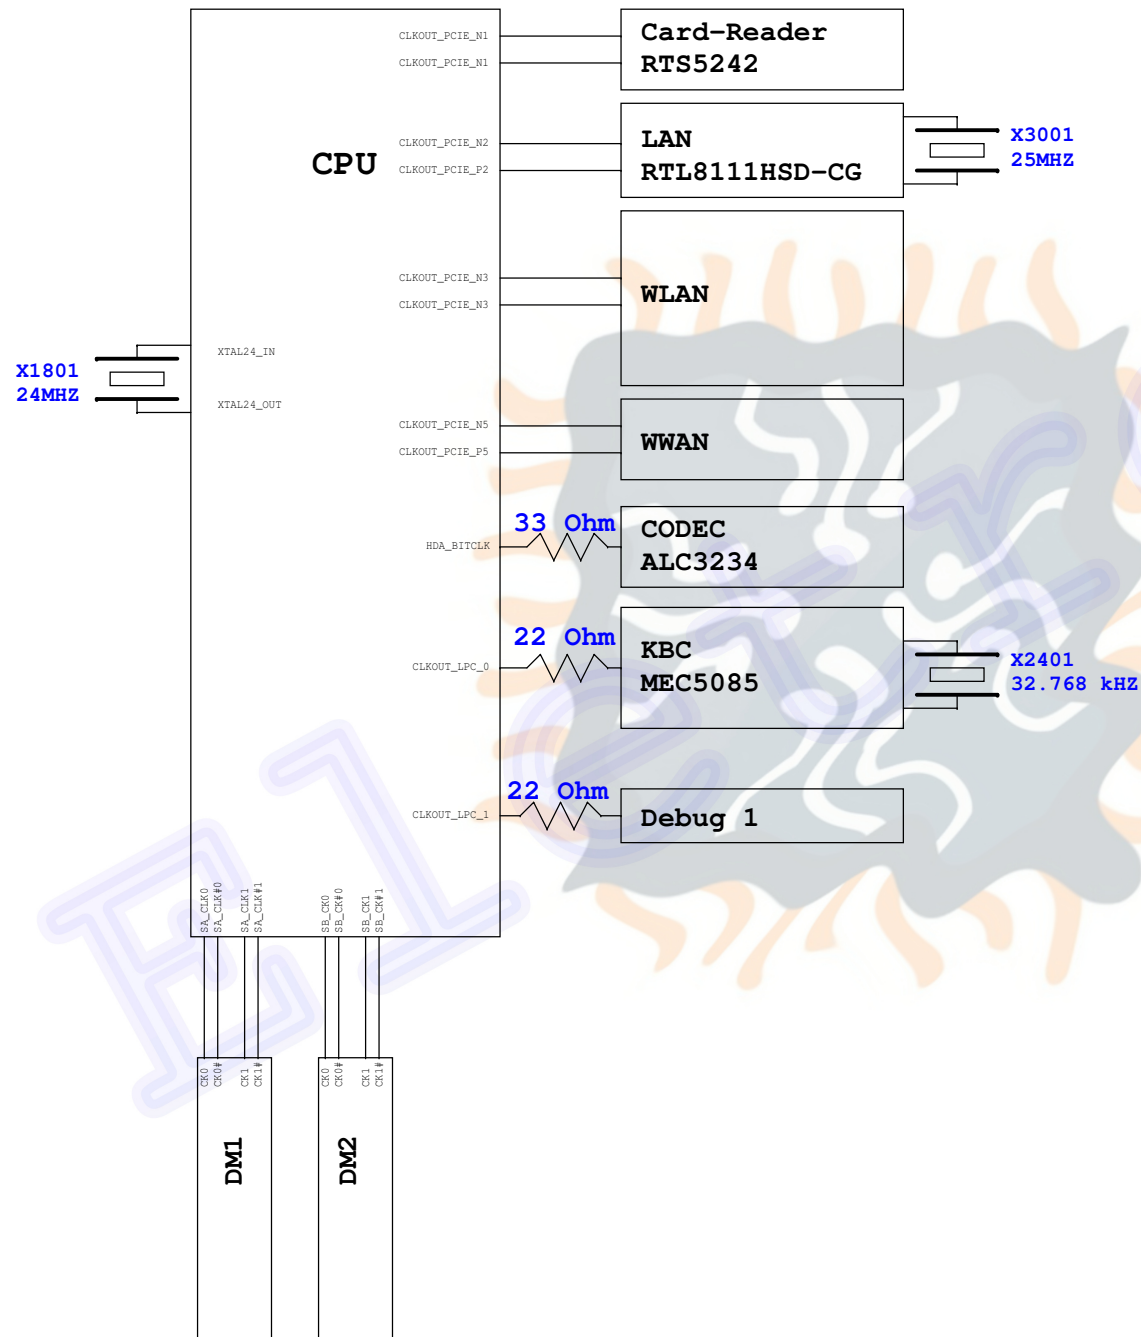 CLKOUT_PCIE_N1
CLKOUT_PCIE_N1
Card-Reader
RTS5242
CPU
CLKOUT_PCIE_N2
CLKOUT_PCIE_P2
LAN
RTL8111HSD-CG
X3001
25MHZ
CLKOUT_PCIE_N3
CLKOUT_PCIE_N3
WLAN
X1801
24MHZ
XTAL24_IN
XTAL24_OUT
CLKOUT_PCIE_N5
CLKOUT_PCIE_P5
WWAN
HDA_BITCLK
33 Ohm
CODEC
ALC3234
CLKOUT_LPC_0
22 Ohm
KBC
MEC5085
X2401
32.768 kHZ
CLKOUT_LPC_1
22 Ohm
Debug 1
SA_CLK0
SA_CLK#0
SA_CLK1
SA_CLK#1
SB_CK0
SB_CK#0
SB_CK1
SB_CK#1
CK0
CK0#
CK1
CK1#
CK0
CK0#
CK1
CK1#
DM1
DM2